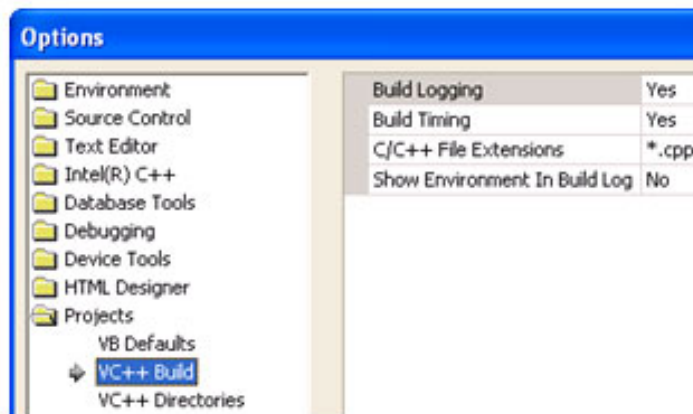 Options
Environment
Source Control
Text Editor
Intel(R) C++
Database Tools
Debugging
Device Tools
HTML Designer
Projects
VB Defaults
VC++ Build
VC++ Directories
Build Logging Yes
Build Timing Yes
C/C++ File Extensions *.cpp
Show Environment In Build Log No